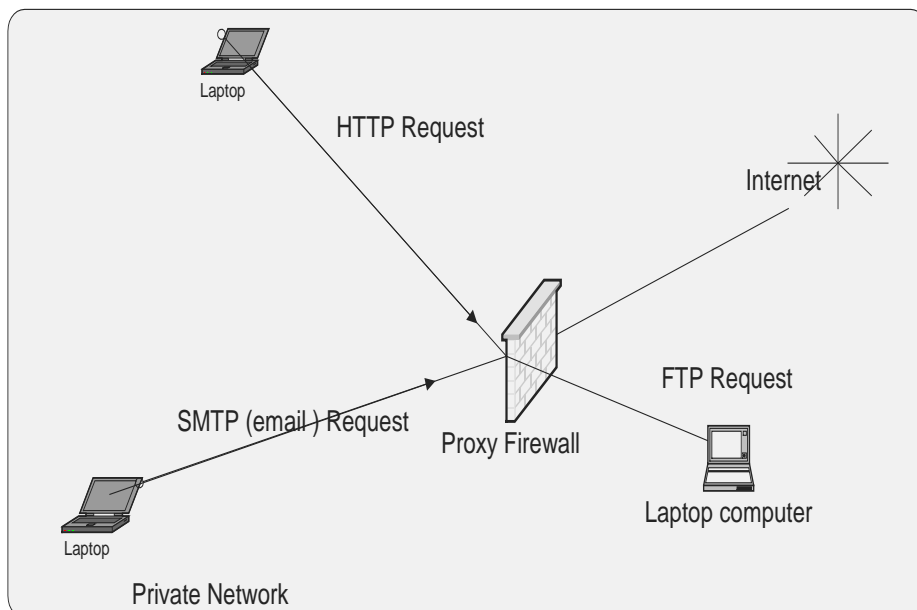 Laptop
HTTP Request
Internet
FTP Request
SMTP (email ) Request
Proxy Firewall
Laptop computer
Laptop
Private Network